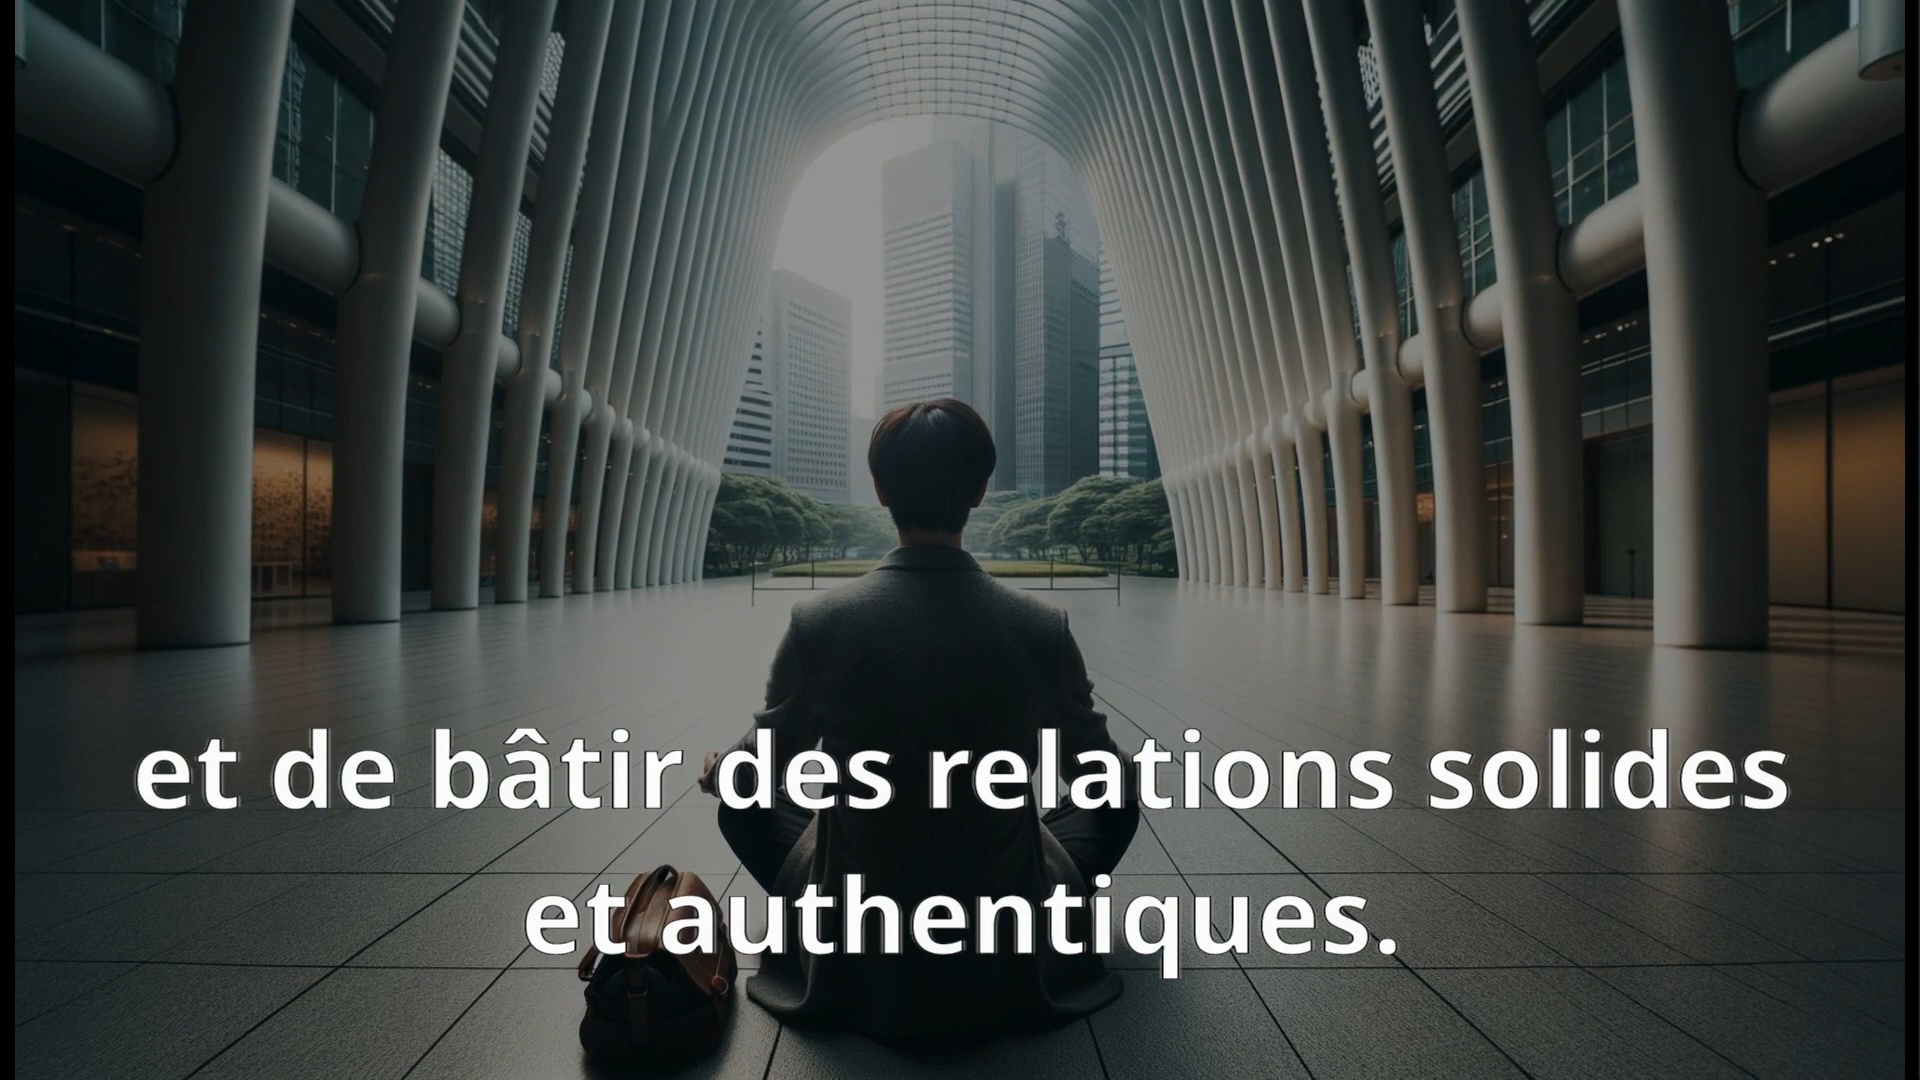 et de bâtir des relations solides
et authentiques.